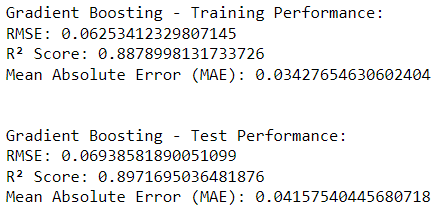 Gradient Boosting - Training Performance:
RMSE: 0.06253412329807145
R² Score: 0.8878998131733726
Mean Absolute Error (MAE): 0.03427654630602404
Gradient Boosting - Test Performance:
RMSE: 0.06938581890051099
R² Score: 0.8971695036481876
Mean Absolute Error (MAE): 0.04157540445680718